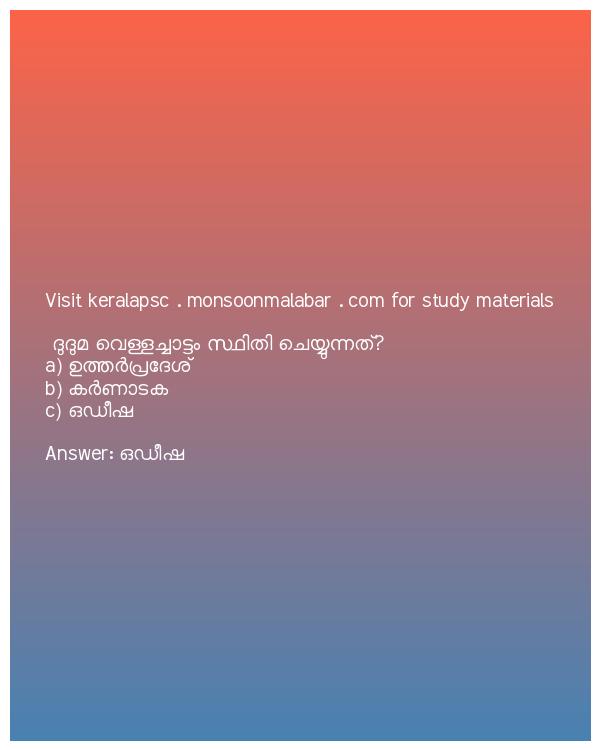 Visit keralapsc . monsoonmalabar . com for study materials
ദുദുമ വെള്ളച്ചാട്ടം സ്ഥിതി ചെയ്യുന്നത്?
a) ഉത്തർപ്രദേശ്
b) കർണാടക
c) ഒഡീഷ
Answer: ഒഡീഷ